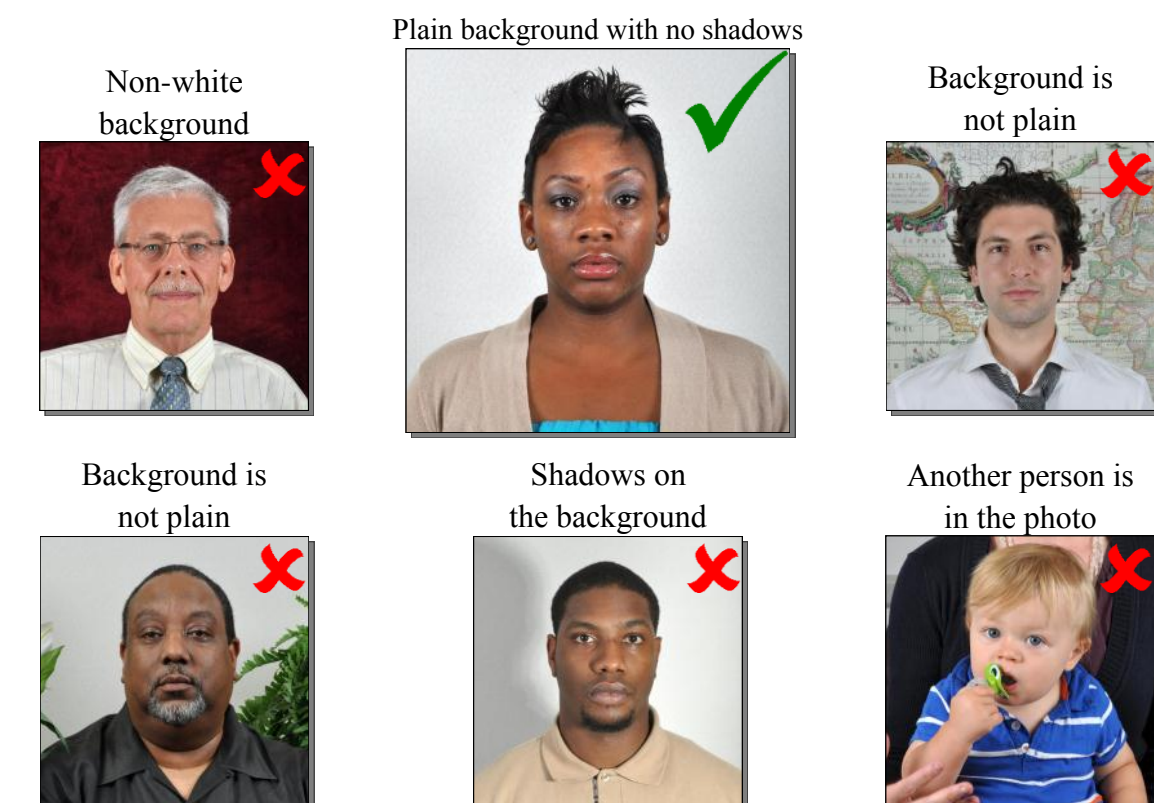 Plain background with no shadows
Non-white
background
Background is
not plain
Background is
not plain
Shadows on
the background
Another person is
in the photo